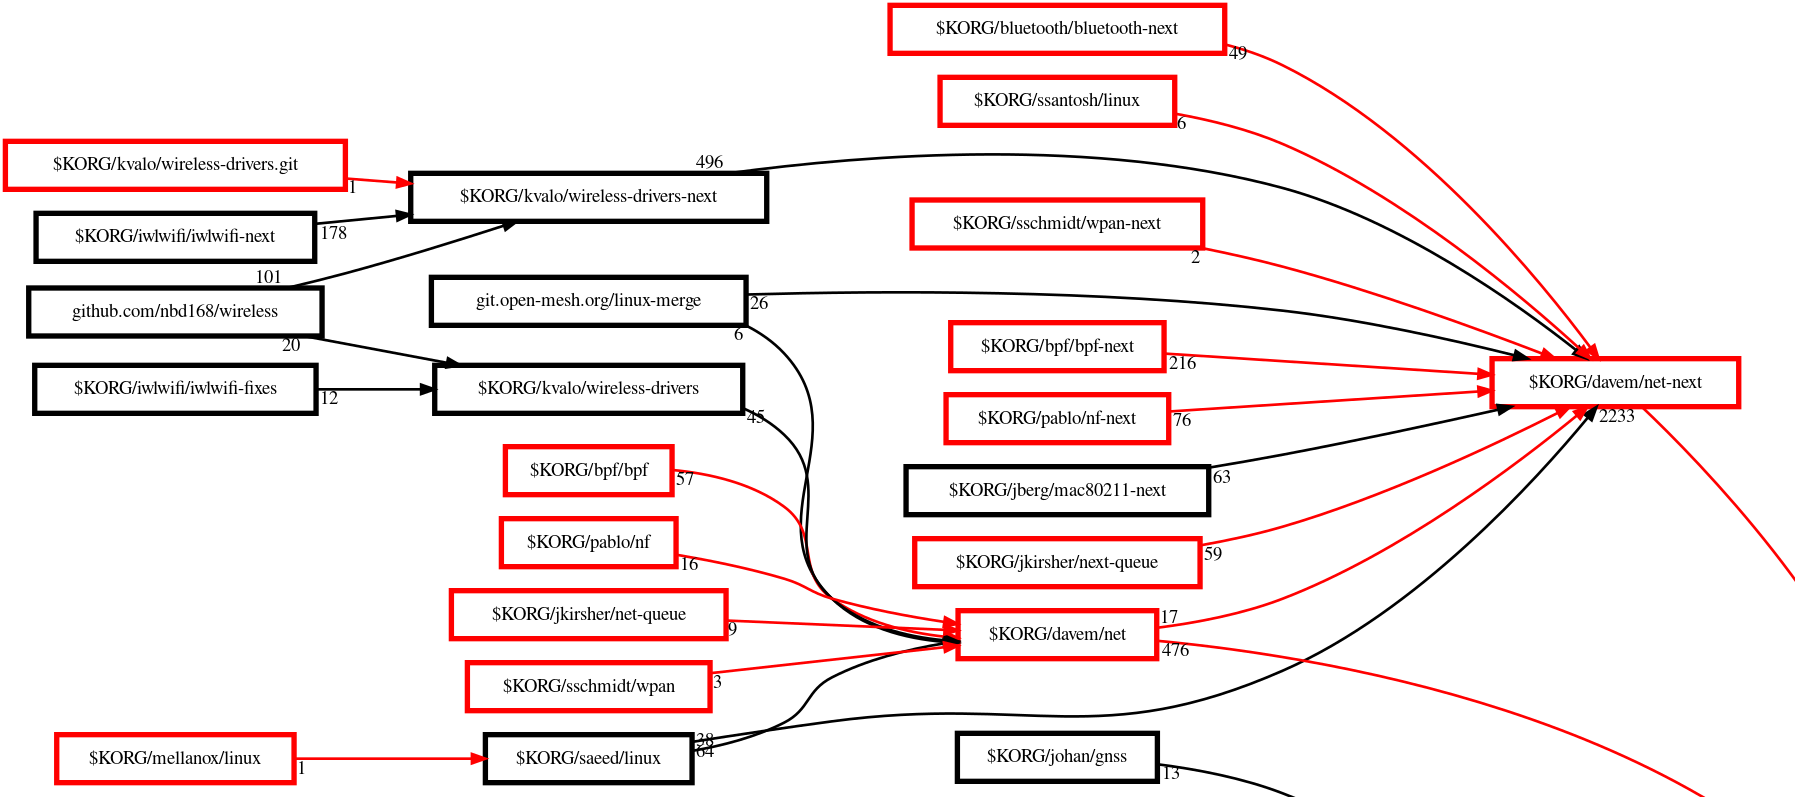 $KORG/bluetooth/bluetooth-next
49
$KORG/ssantosh/linux
6
$KORG/kvalo/wireless-drivers.git
1
496
$KORG/kvalo/wireless-drivers-next
$KORG/iwlwifi/iwlwifi-next
178
$KORG/sschmidt/wpan-next
2
101
github.com/nbd168/wireless
20
git.open-mesh.org/linux-merge
26
6
$KORG/bpf/bpf-next
216
$KORG/iwlwifi/iwlwifi-fixes
12
$KORG/kvalo/wireless-drivers
45
$KORG/davem/net-next
2233
$KORG/pablo/nf-next
76
$KORG/bpf/bpf
57
$KORG/jberg/mac80211-next
63
$KORG/pablo/nf
16
$KORG/jkirsher/next-queue
59
$KORG/jkirsher/net-queue
9
17
$KORG/davem/net
476
$KORG/sschmidt/wpan
3
$KORG/mellanox/linux
1
$KORG/saeed/linux
38
64
$KORG/johan/gnss
13